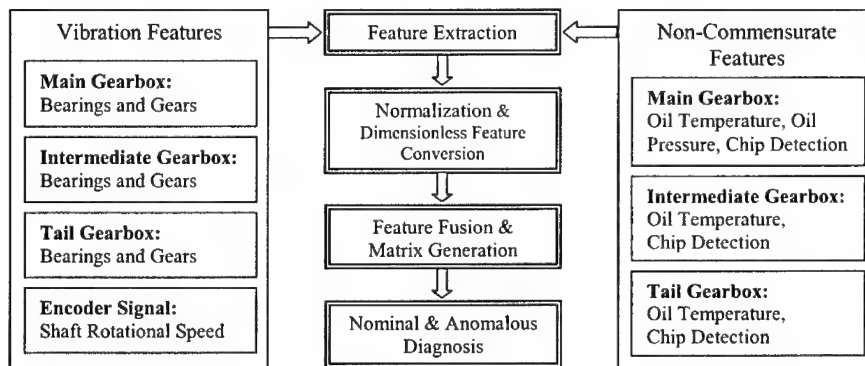 Vibration Features
Main Gearbox:
Bearings and Gears
Intermediate Gearbox:
Bearings and Gears
Tail Gearbox:
Bearings and Gears
Encoder Signal:
Shaft Rotational Speed
Feature Extraction
Normalization &
Dimensionless Feature
Conversion
Feature Fusion &
Matrix Generation
Nominal & Anomalous
Diagnosis
Non-Commensurate
Features
Main Gearbox:
Oil Temperature, Oil
Pressure, Chip Detection
Intermediate Gearbox:
Oil Temperature,
Chip Detection
Tail Gearbox:
Oil Temperature,
Chip Detection